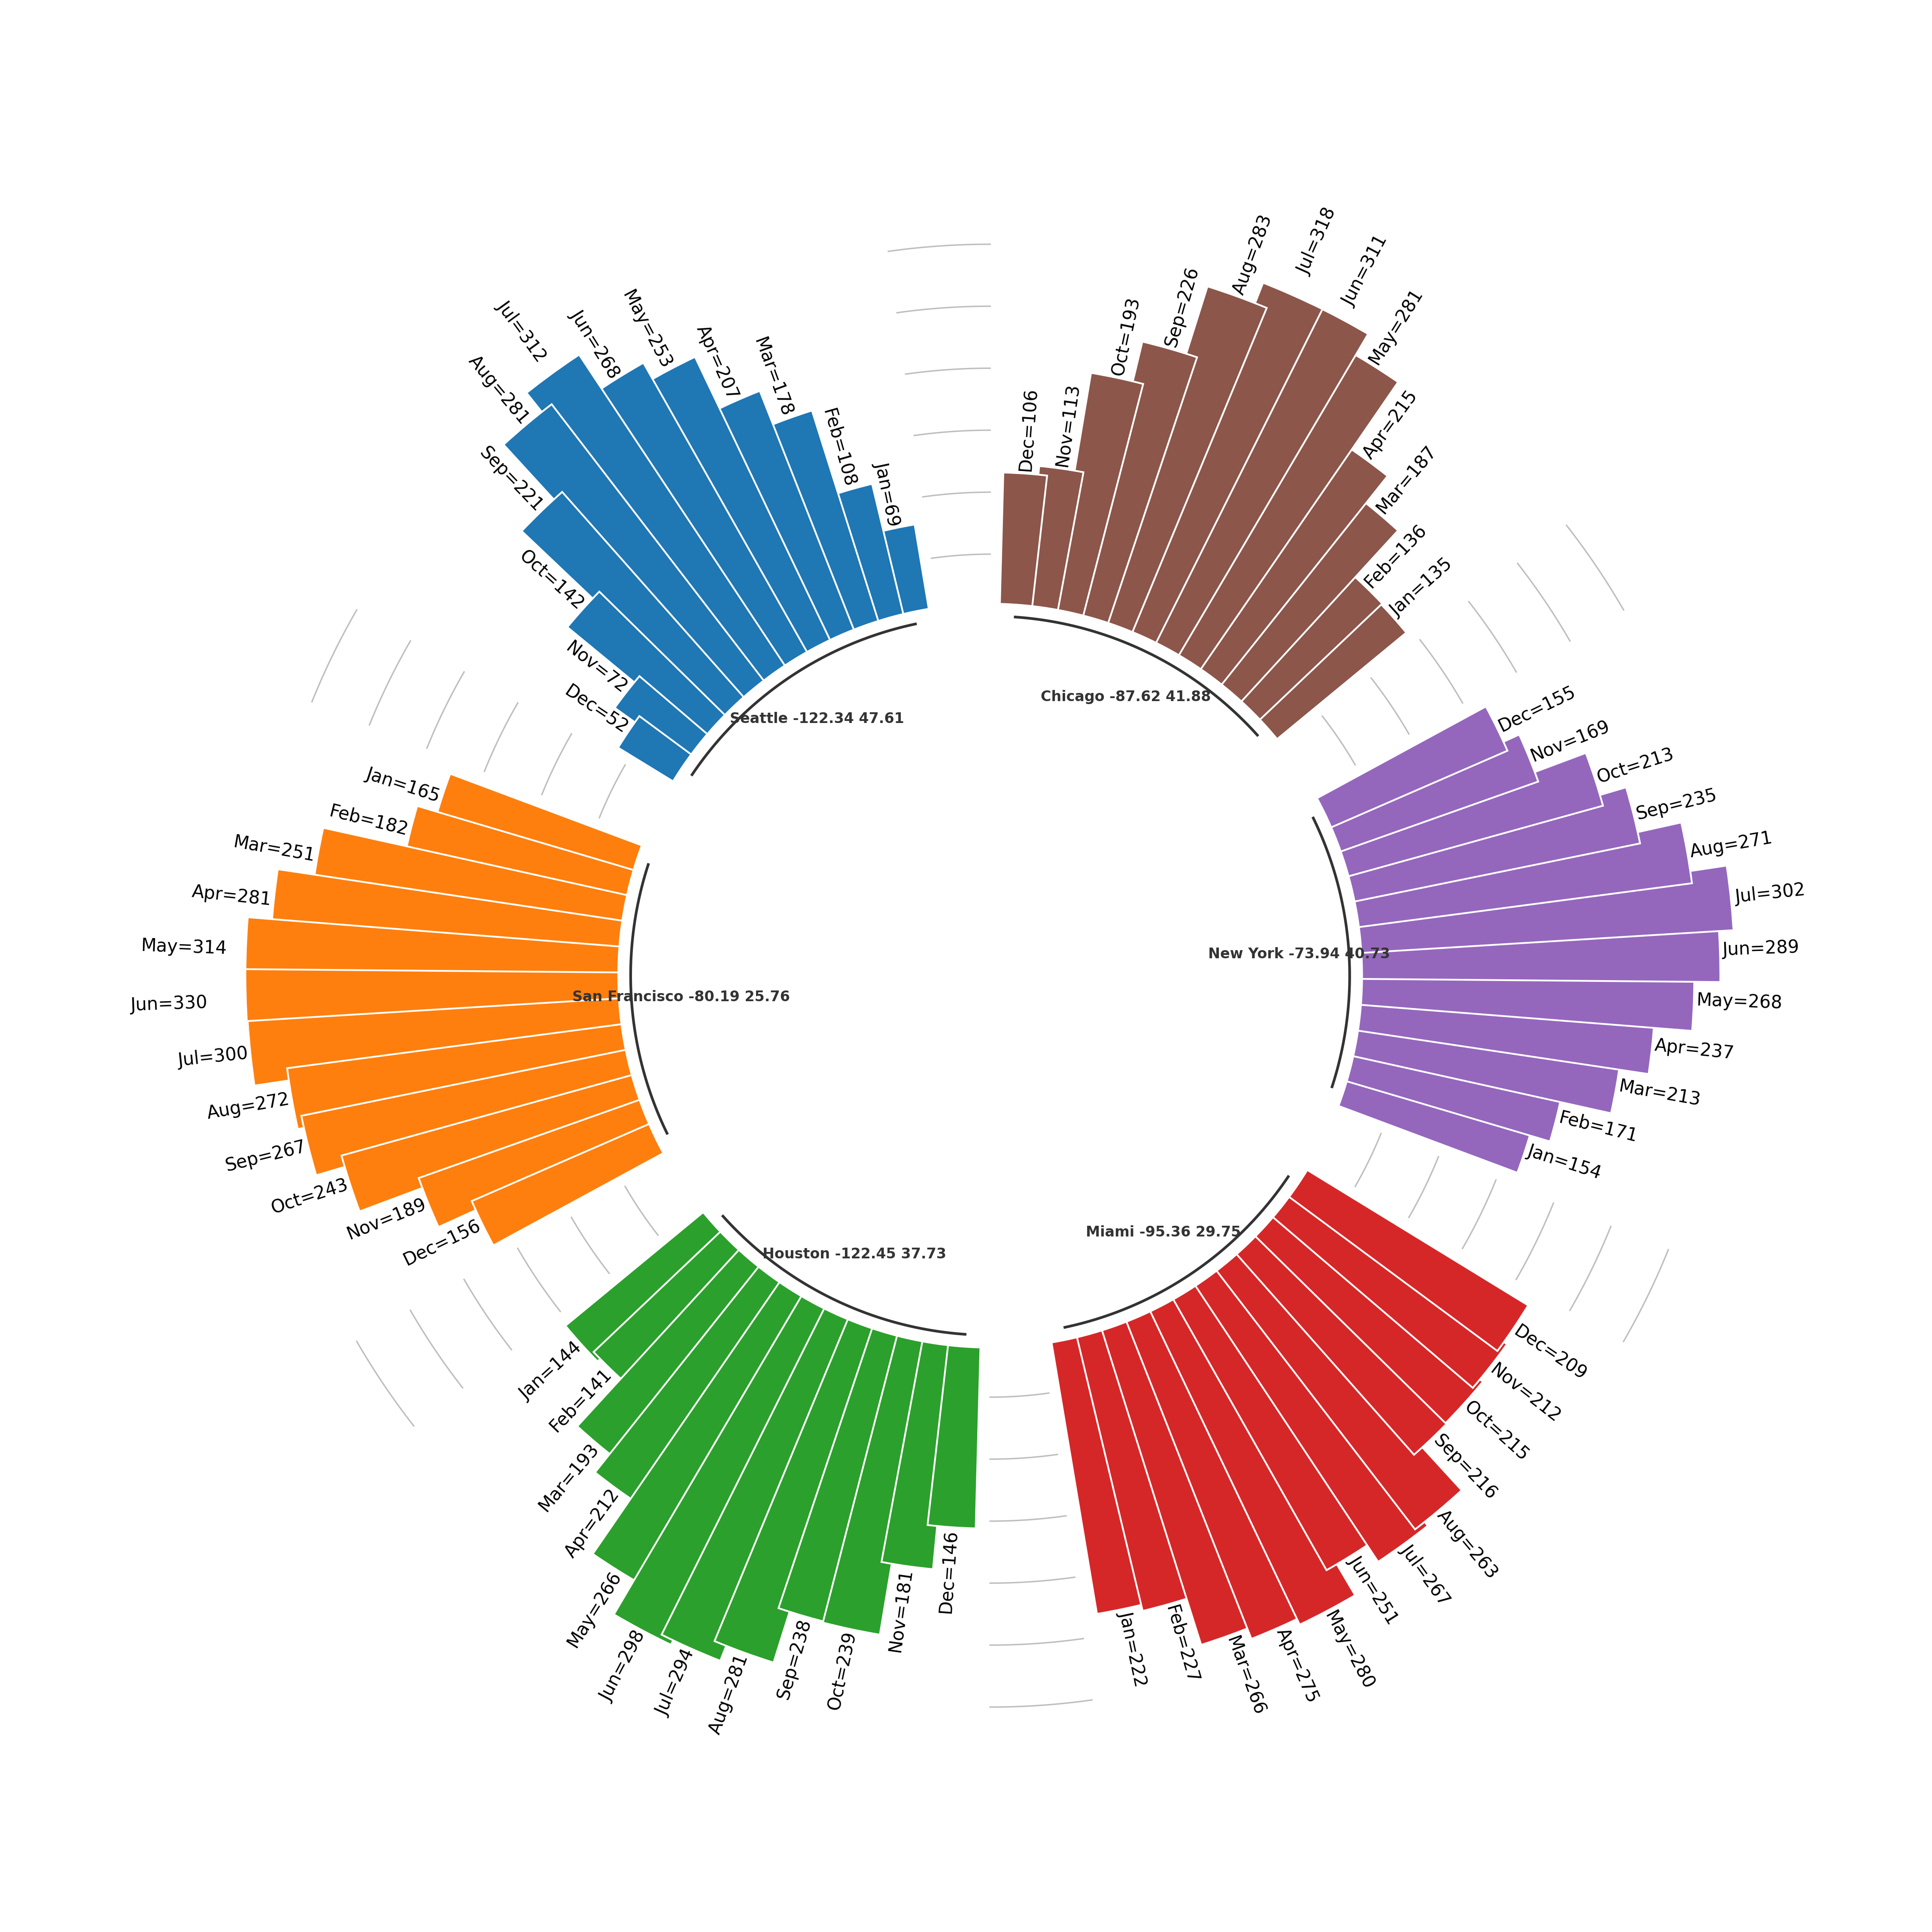 Jan=69
Feb=108
Mar=178
Apr=207
May=253
Jun=268
Jul=312
Aug=281
Sep=221
Oct=142
Nov=72
Dec=52
Seattle -122.34 47.61
Jan=165
Feb=182
Mar=251
Apr=281
May=314
Jun=330
Jul=300
Aug=272
Sep=267
Oct=243
Nov=189
Dec=156
San Francisco -80.19 25.76
Jan=144
Feb=141
Mar=193
Apr=212
May=266
Jun=298
Jul=294
Aug=281
Sep=238
Oct=239
Nov=181
Dec=146
Houston -122.45 37.73
Jan=222
Feb=227
Mar=266
Apr=275
May=280
Jun=251
Jul=267
Aug=263
Sep=216
Oct=215
Nov=212
Dec=209
Miami -95.36 29.75
Jan=154
Feb=171
Mar=213
Apr=237
May=268
Jun=289
Jul=302
Aug=271
Sep=235
Oct=213
Nov=169
Dec=155
New York -73.94 40.73
Jan=135
Feb=136
Mar=187
Apr=215
May=281
Jun=311
Jul=318
Aug=283
Sep=226
Oct=193
Nov=113
Dec=106
Chicago -87.62 41.88